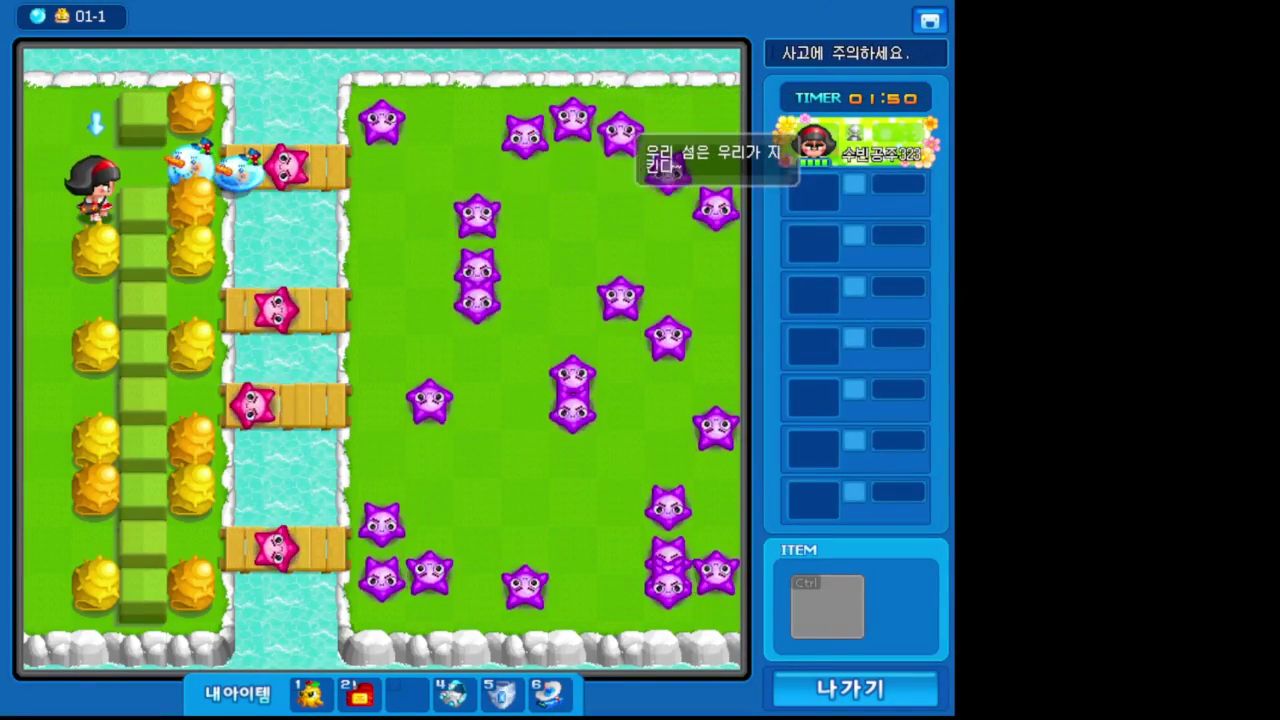 01-1
사고에 주의하세요.
TIMER 01:50
우리 섬은 우리가 지
킨다~
수빈공주323
ITEM
Ctrl
내아이템
1
2
4
5
6
나가기